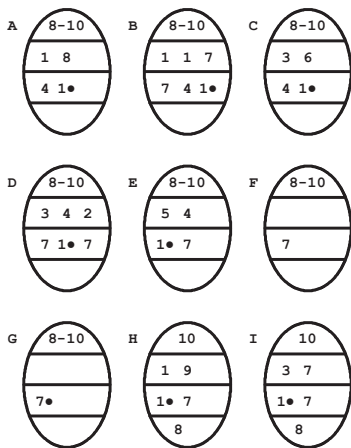 A 8-10 B 8-10 C 8-10
1 8 1 1 7 3 6
4 1● 7 4 1● 4 1●
D 8-10 E 8-10 F 8-10
3 4 2 5 4
7 1● 7 1● 7 7
G 8-10 H 10 I 10
1 9 3 7
7● 1● 7 1● 7
8 8